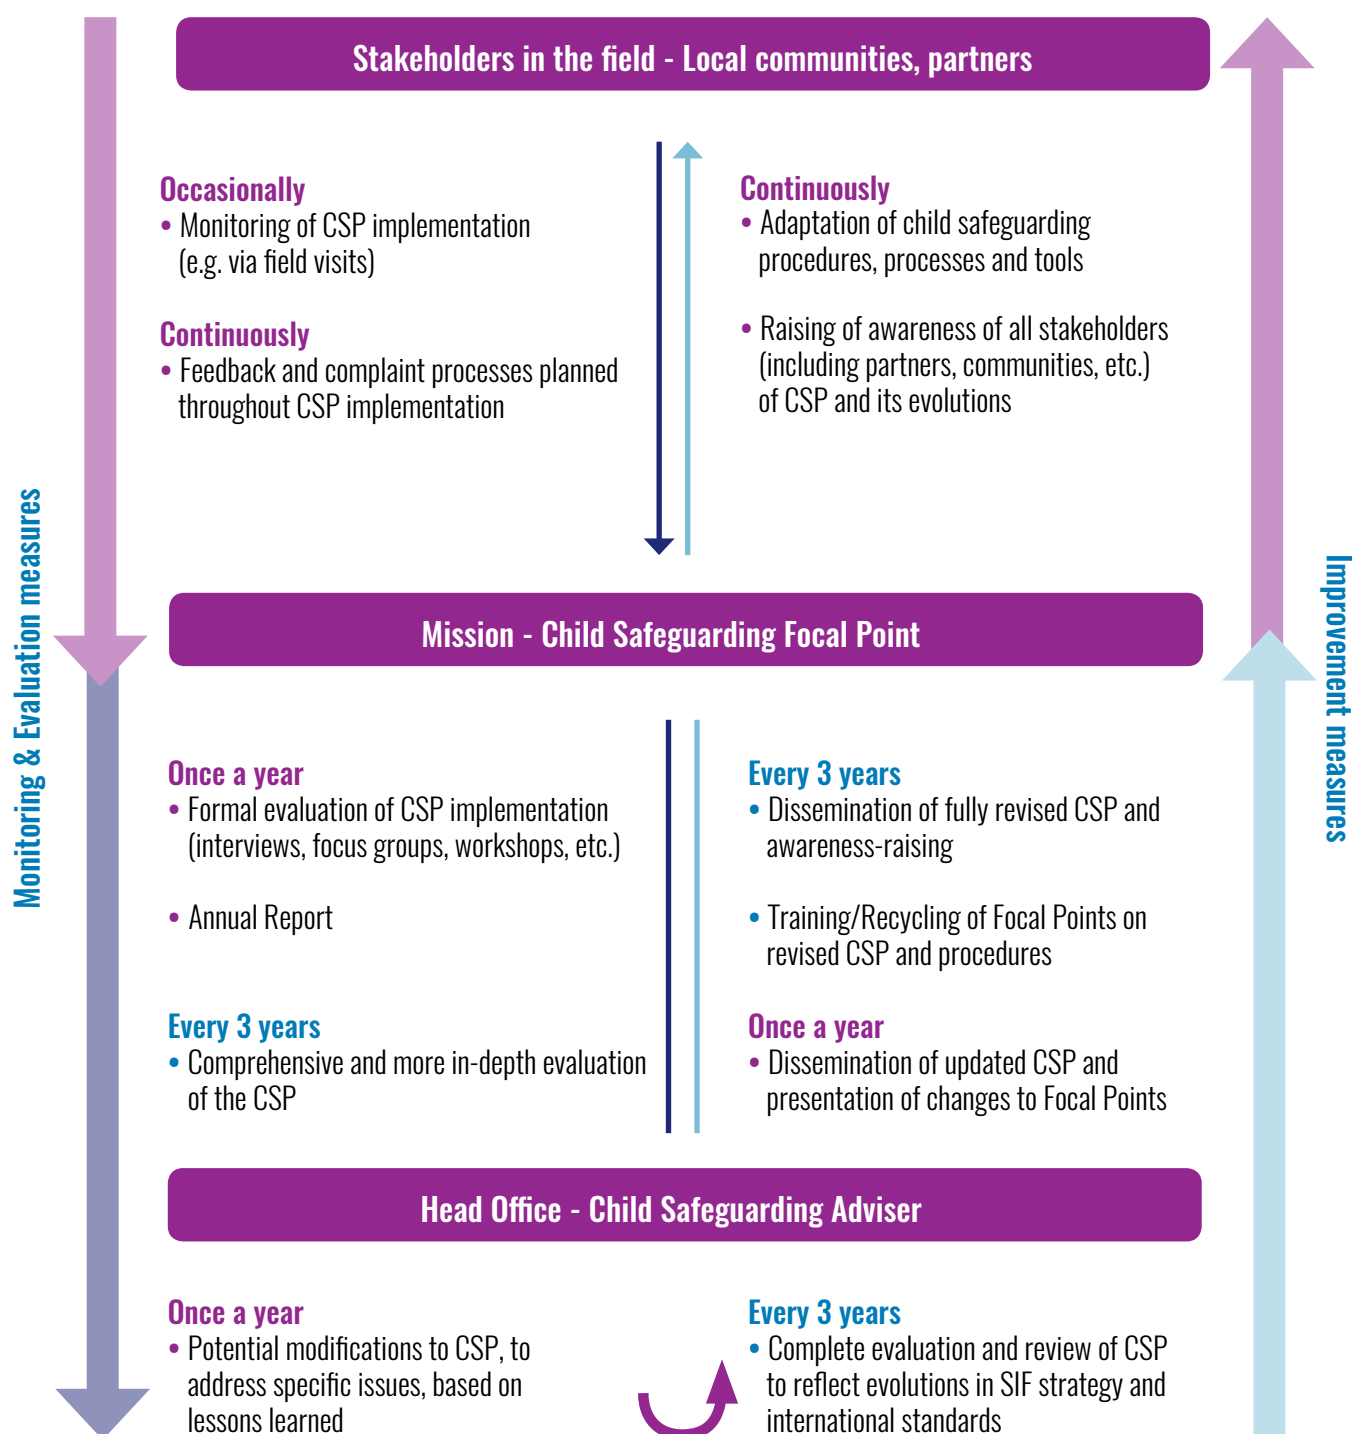 Stakeholders in the field - Local communities, partners
Occasionally
• Monitoring of CSP implementation
(e.g. via field visits)
Continuously
• Feedback and complaint processes planned
throughout CSP implementation
Continuously
• Adaptation of child safeguarding
procedures, processes and tools
• Raising of awareness of all stakeholders
(including partners, communities, etc.)
of CSP and its evolutions
Monitoring & Evaluation measures
Improvement measures
Mission - Child Safeguarding Focal Point
Once a year
• Formal evaluation of CSP implementation
(interviews, focus groups, workshops, etc.)
• Annual Report
Every 3 years
• Comprehensive and more in-depth evaluation
of the CSP
Every 3 years
• Dissemination of fully revised CSP and
awareness-raising
• Training/Recycling of Focal Points on
revised CSP and procedures
Once a year
• Dissemination of updated CSP and
presentation of changes to Focal Points
Head Office - Child Safeguarding Adviser
Once a year
• Potential modifications to CSP, to
address specific issues, based on
lessons learned
Every 3 years
• Complete evaluation and review of CSP
to reflect evolutions in SIF strategy and
international standards